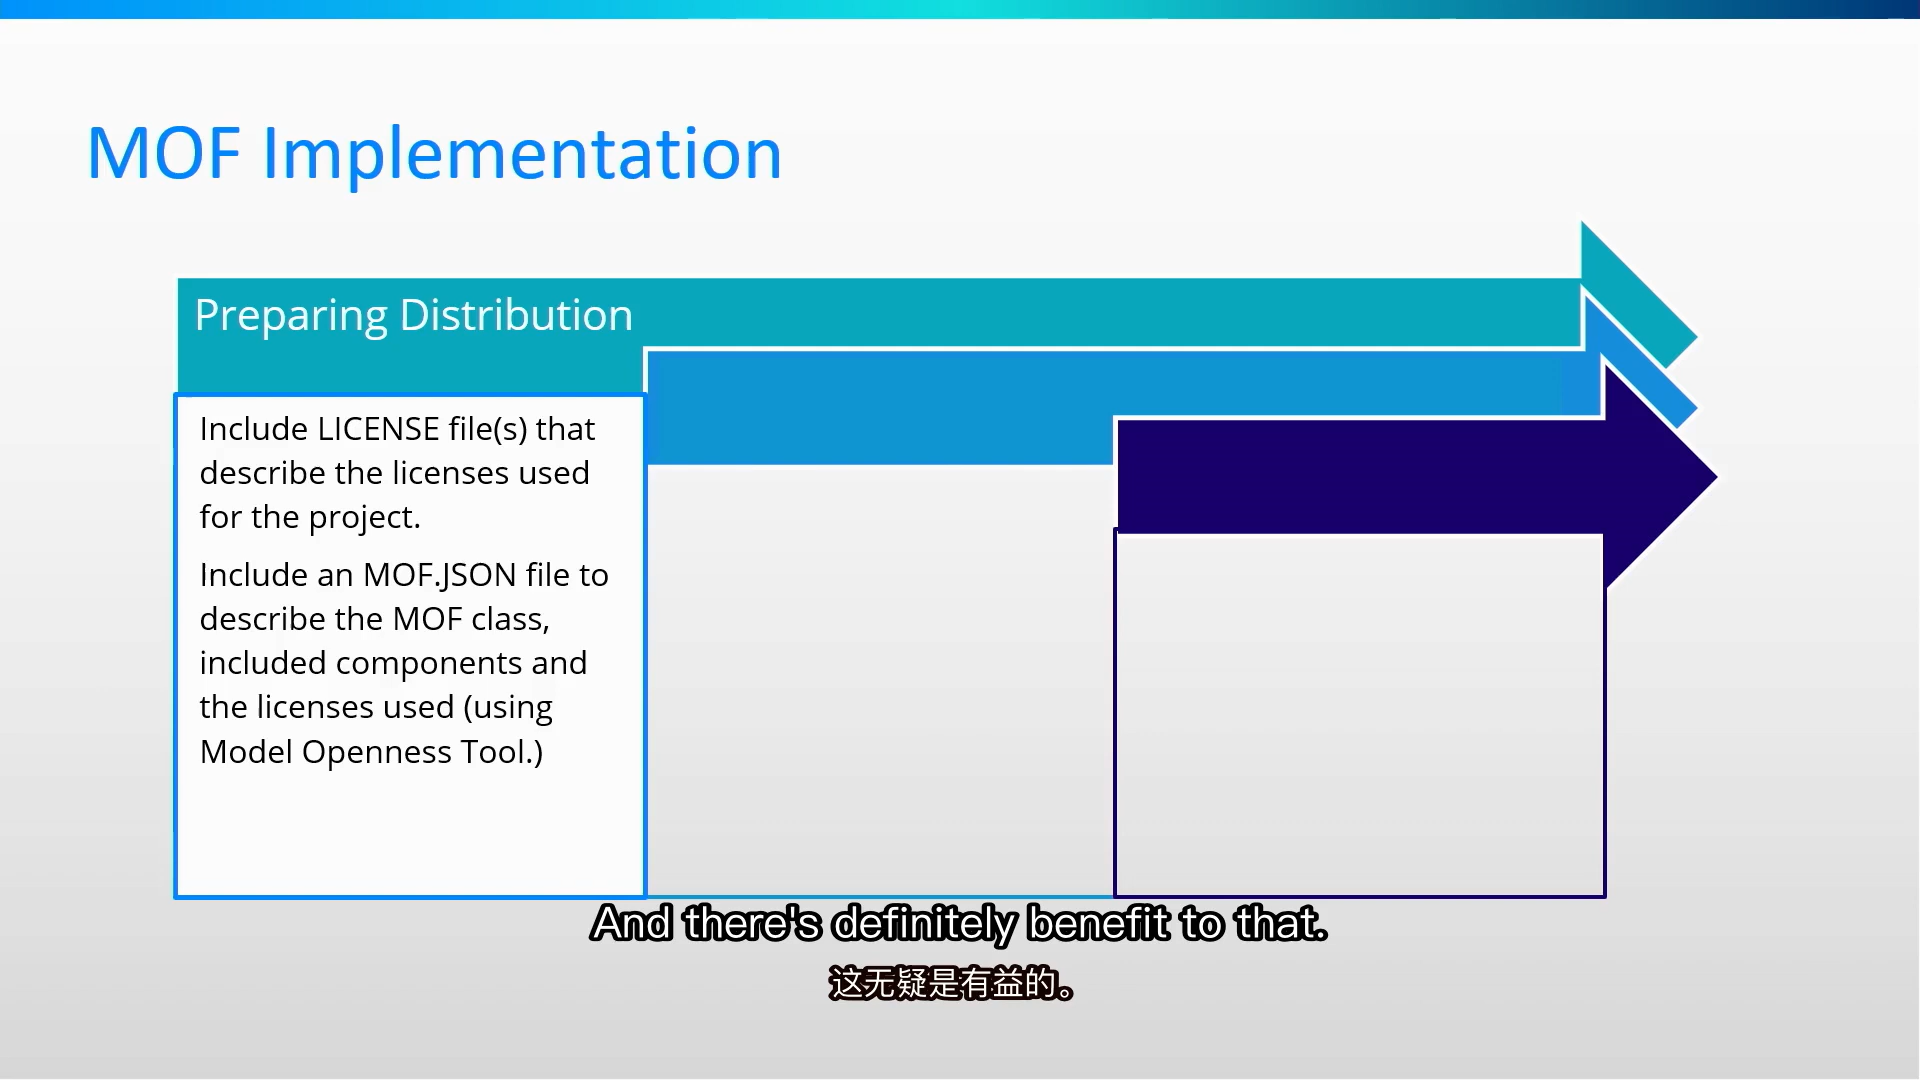 MOF Implementation
Preparing Distribution
Include LICENSE file(s) that
describe the licenses used
for the project.
Include an MOF.JSON file to
describe the MOF class,
included components and
the licenses used (using
Model Openness Tool.)
And there's definitely benefit to that.
这无疑是有益的。